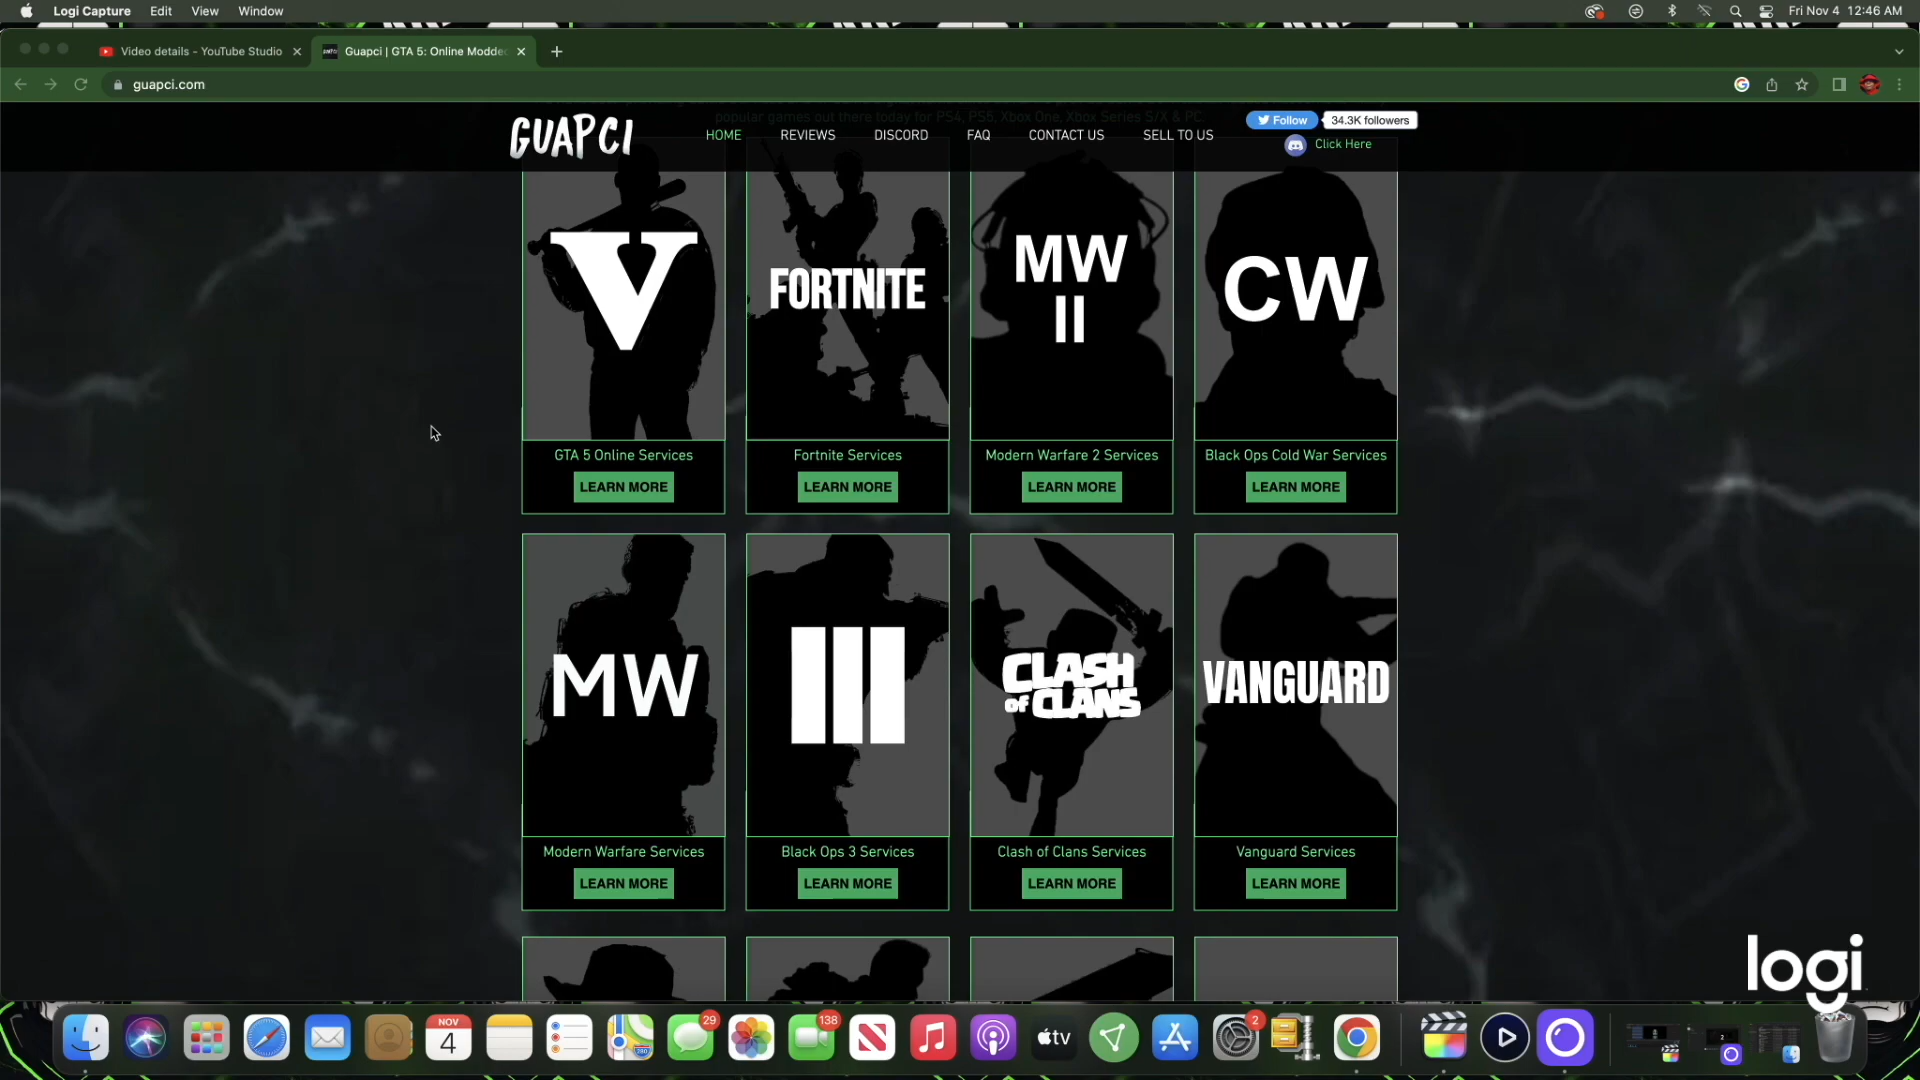 Logi Capture Edit View Window Fri Nov 4 12:46 AM
Video details - YouTube Studio Guapci | GTA 5: Online Modded
guapci.com
popular games out there today for PS4, PS5, Xbox One, Xbox Series S/X & PC.
GUAPCI HOME REVIEWS DISCORD FAQ CONTACT US SELL TO US
Follow 34.3K followers
Click Here
V FORTNITE MW II CW
GTA 5 Online Services Fortnite Services Modern Warfare 2 Services Black Ops Cold War Services
LEARN MORE LEARN MORE LEARN MORE LEARN MORE
MW III CLASH of CLANS VANGUARD
Modern Warfare Services Black Ops 3 Services Clash of Clans Services Vanguard Services
LEARN MORE LEARN MORE LEARN MORE LEARN MORE
logi
NOV
4
29
138
tv
2